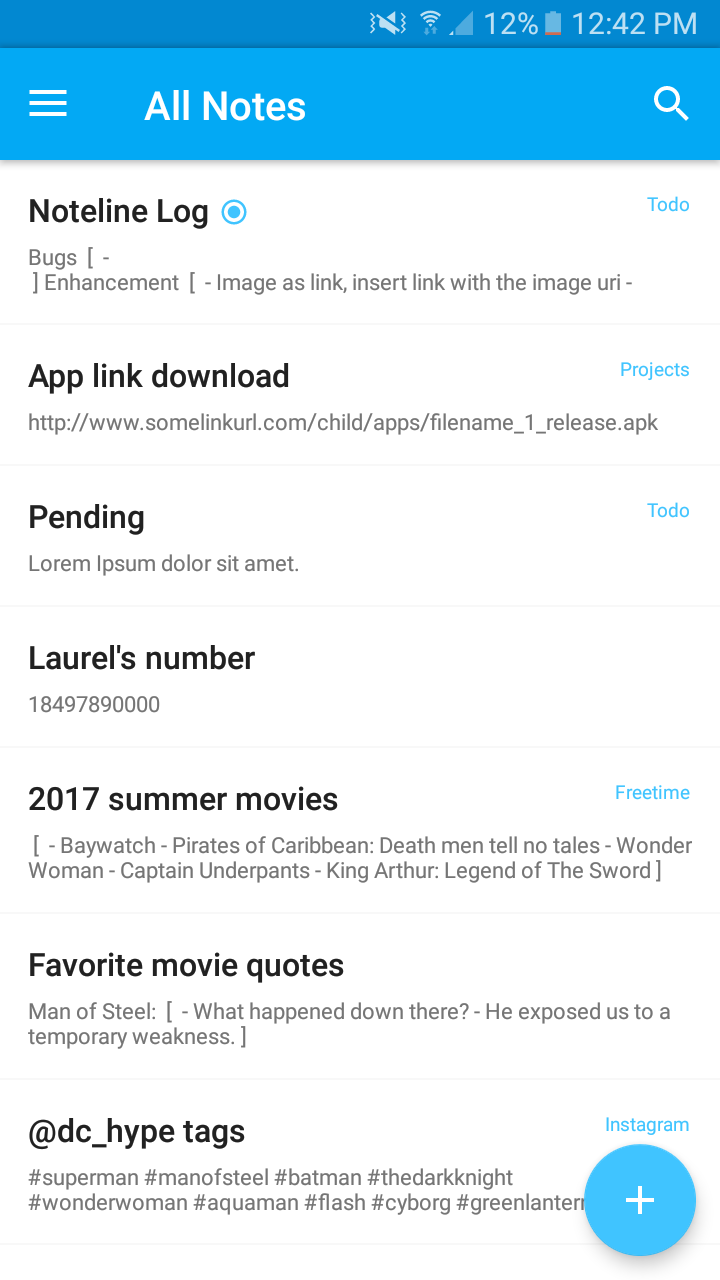 12% 12:42 PM
All Notes
Noteline Log Todo
Bugs [ -
] Enhancement [ - Image as link, insert link with the image uri -
App link download Projects
http://www.somelinkurl.com/child/apps/filename_1_release.apk
Pending Todo
Lorem Ipsum dolor sit amet.
Laurel's number
18497890000
2017 summer movies Freetime
[ - Baywatch - Pirates of Caribbean: Death men tell no tales - Wonder
Woman - Captain Underpants - King Arthur: Legend of The Sword ]
Favorite movie quotes
Man of Steel: [ - What happened down there? - He exposed us to a
temporary weakness. ]
@dc_hype tags Instagram
#superman #manofsteel #batman #thedarkknight
#wonderwoman #aquaman #flash #cyborg #greenlantern